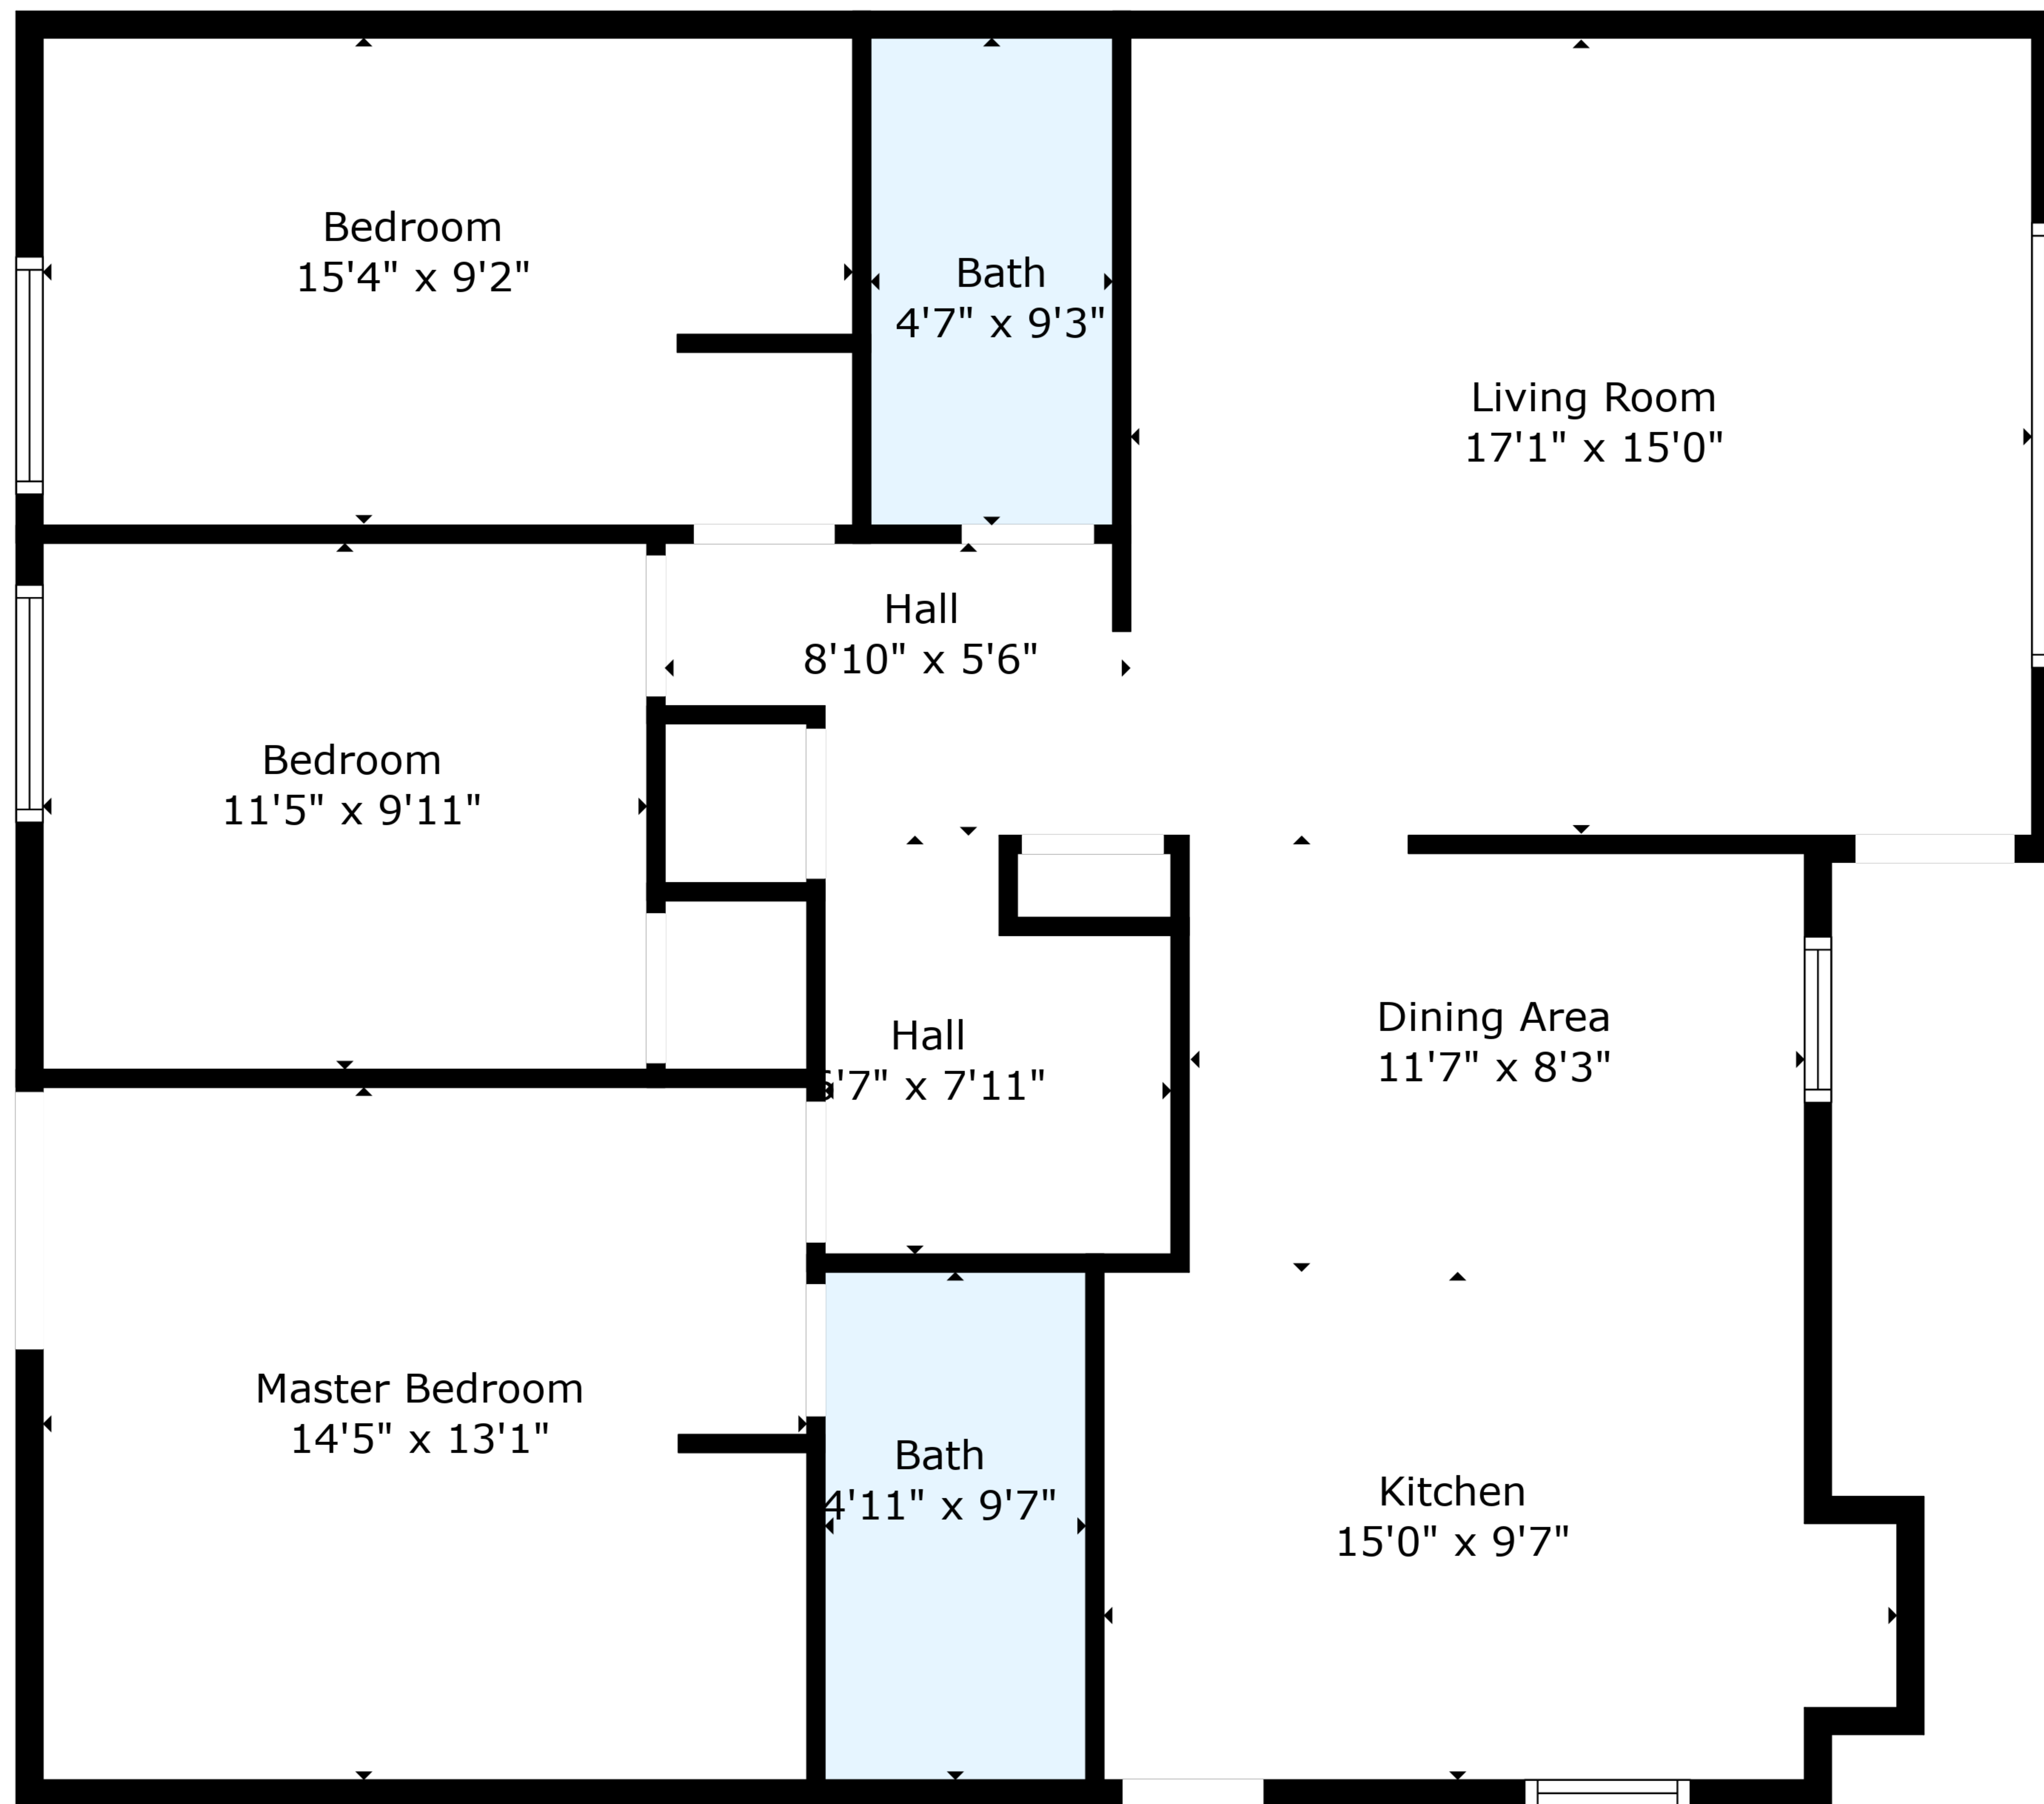 Bedroom
15'4" x 9'2"
Bath
4'7" x 9'3"
Living Room
17'1" x 15'0"
Hall
8'10" x 5'6"
Bedroom
11'5" x 9'11"
Dining Area
11'7" x 8'3"
Hall
6'7" x 7'11"
Master Bedroom
14'5" x 13'1"
Bath
4'11" x 9'7"
Kitchen
15'0" x 9'7"